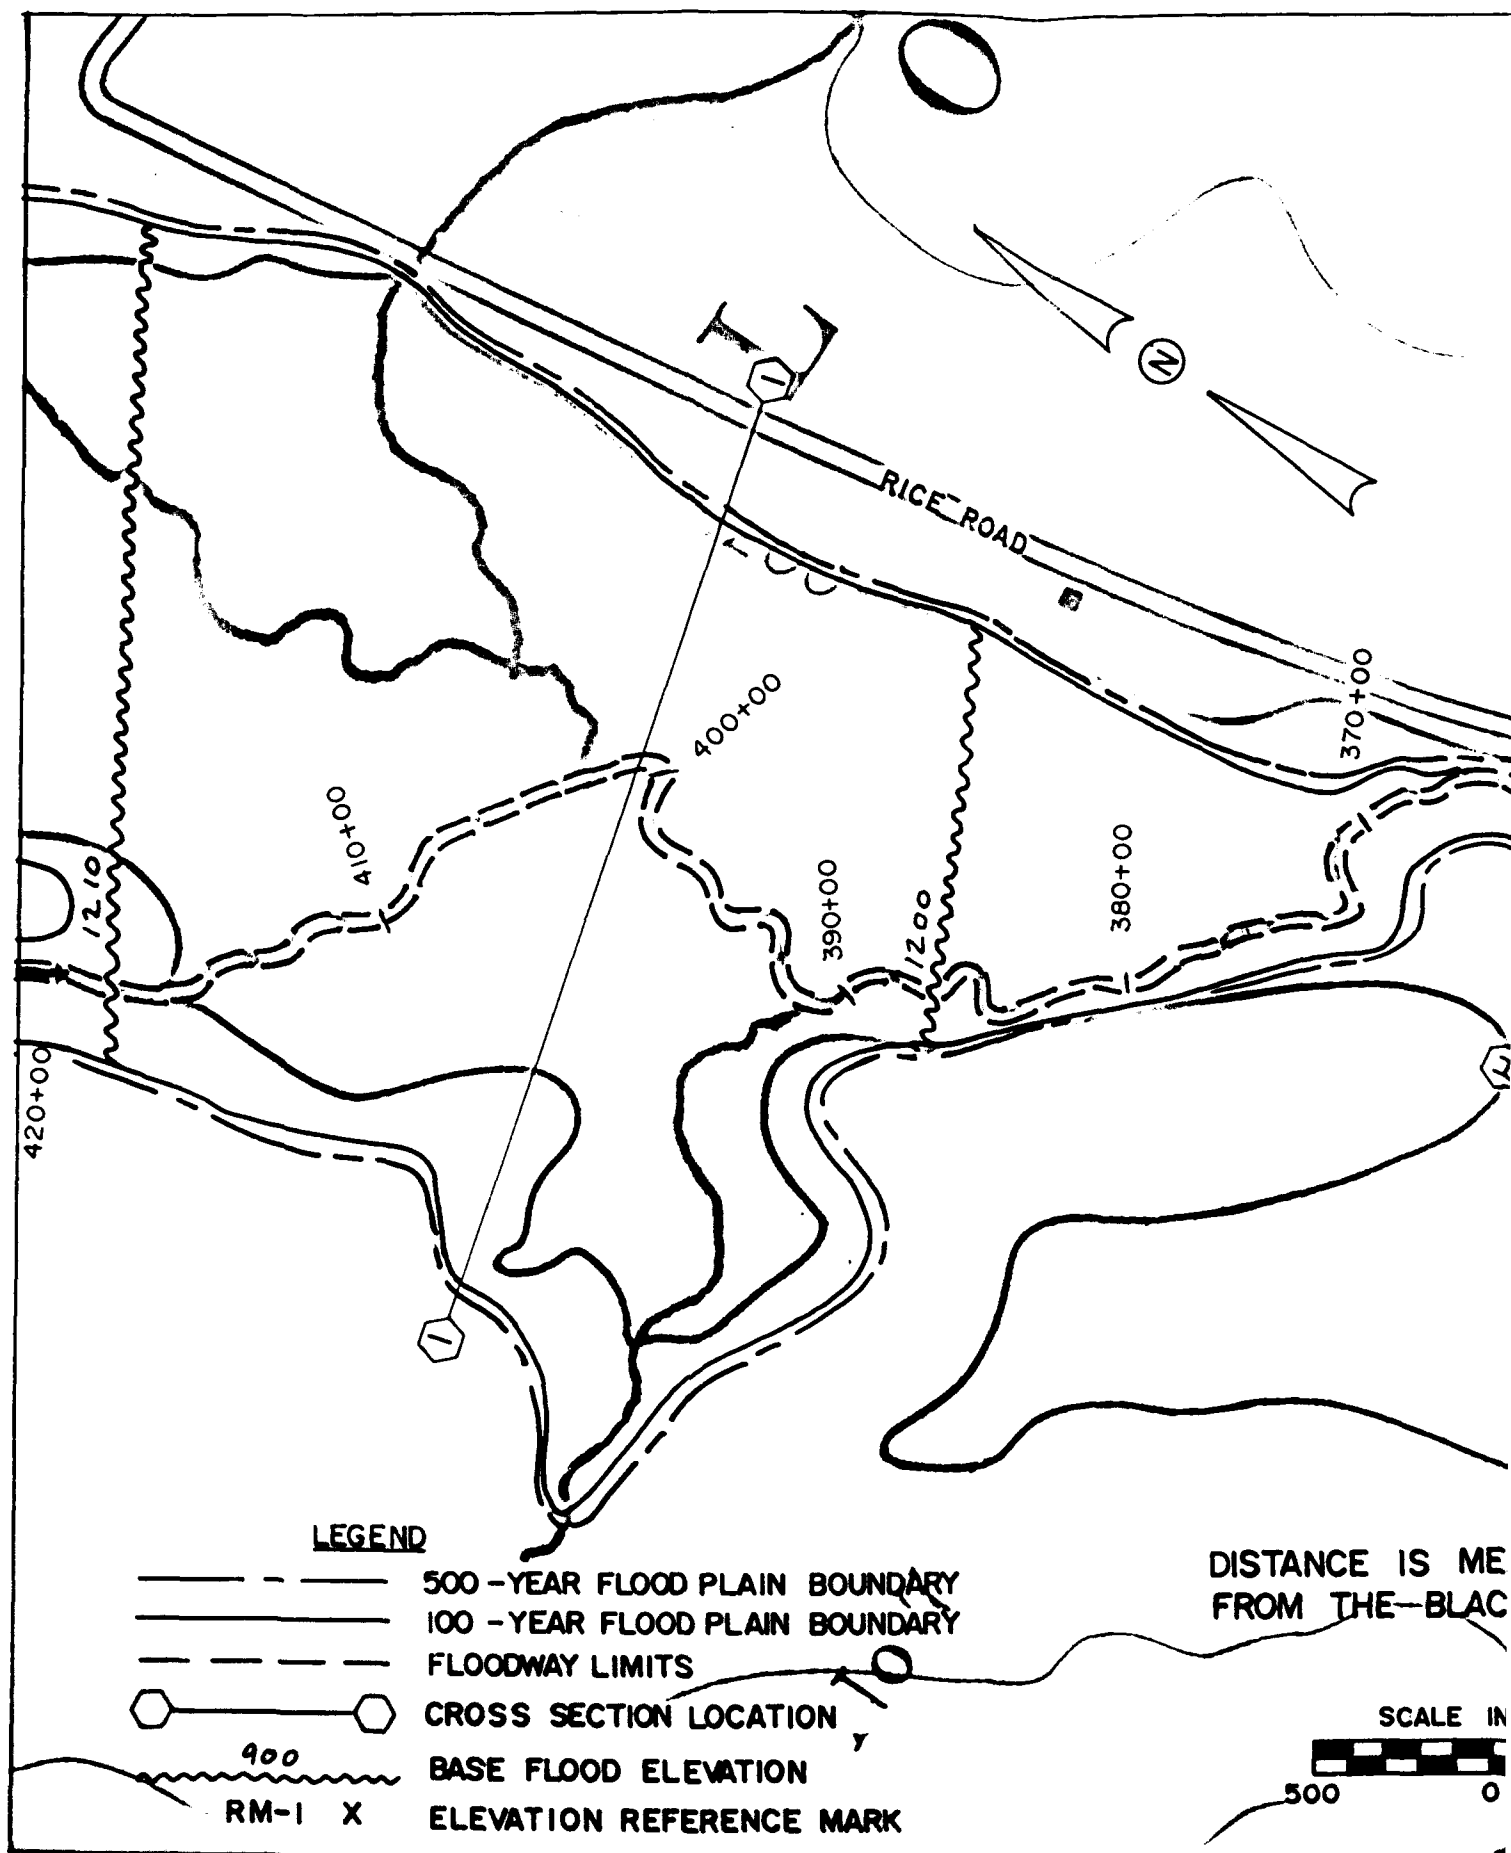 N
1
RICE ROAD
400+00
370+00
410+00
1210
390+00
1200
380+00
420+00
1
LEGEND
500-YEAR FLOOD PLAIN BOUNDARY
100-YEAR FLOOD PLAIN BOUNDARY
FLOODWAY LIMITS
CROSS SECTION LOCATION
900
BASE FLOOD ELEVATION
RM-1 X
ELEVATION REFERENCE MARK
DISTANCE IS ME
FROM THE BLAC
SCALE IN
500 0